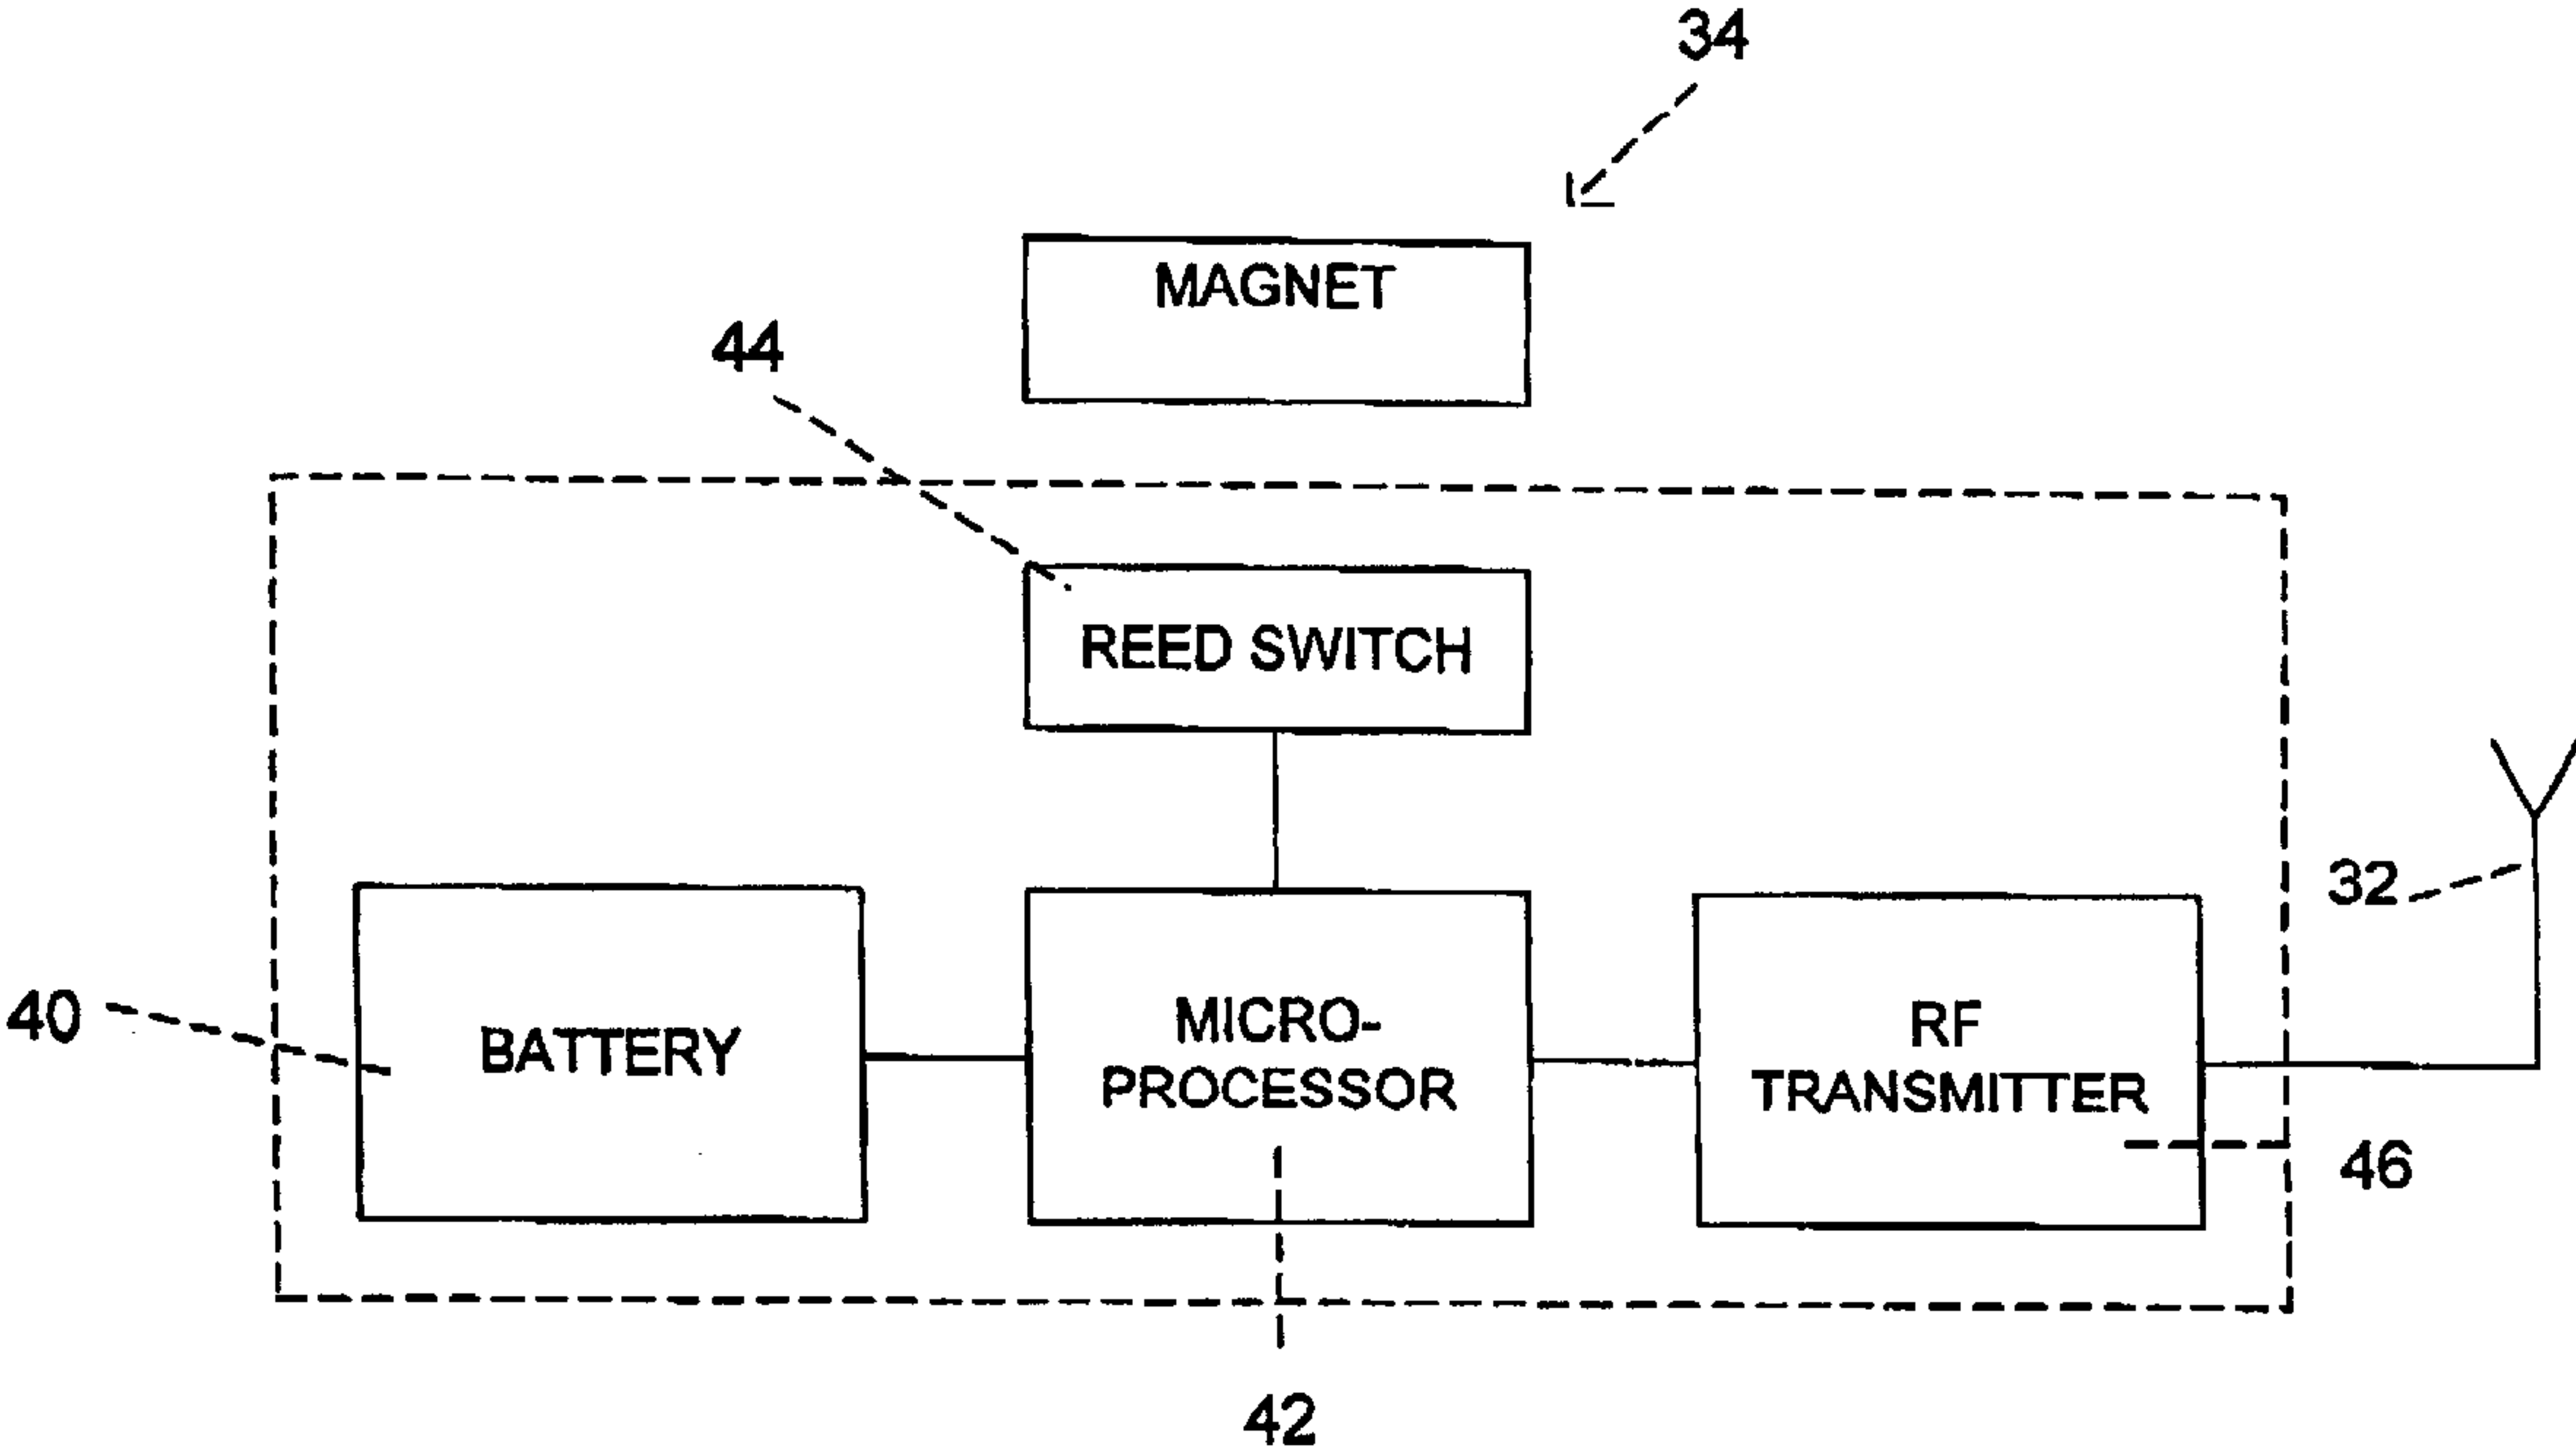 34
MAGNET
44
REED SWITCH
32
40
BATTERY
MICRO-
PROCESSOR
RF
TRANSMITTER
46
42